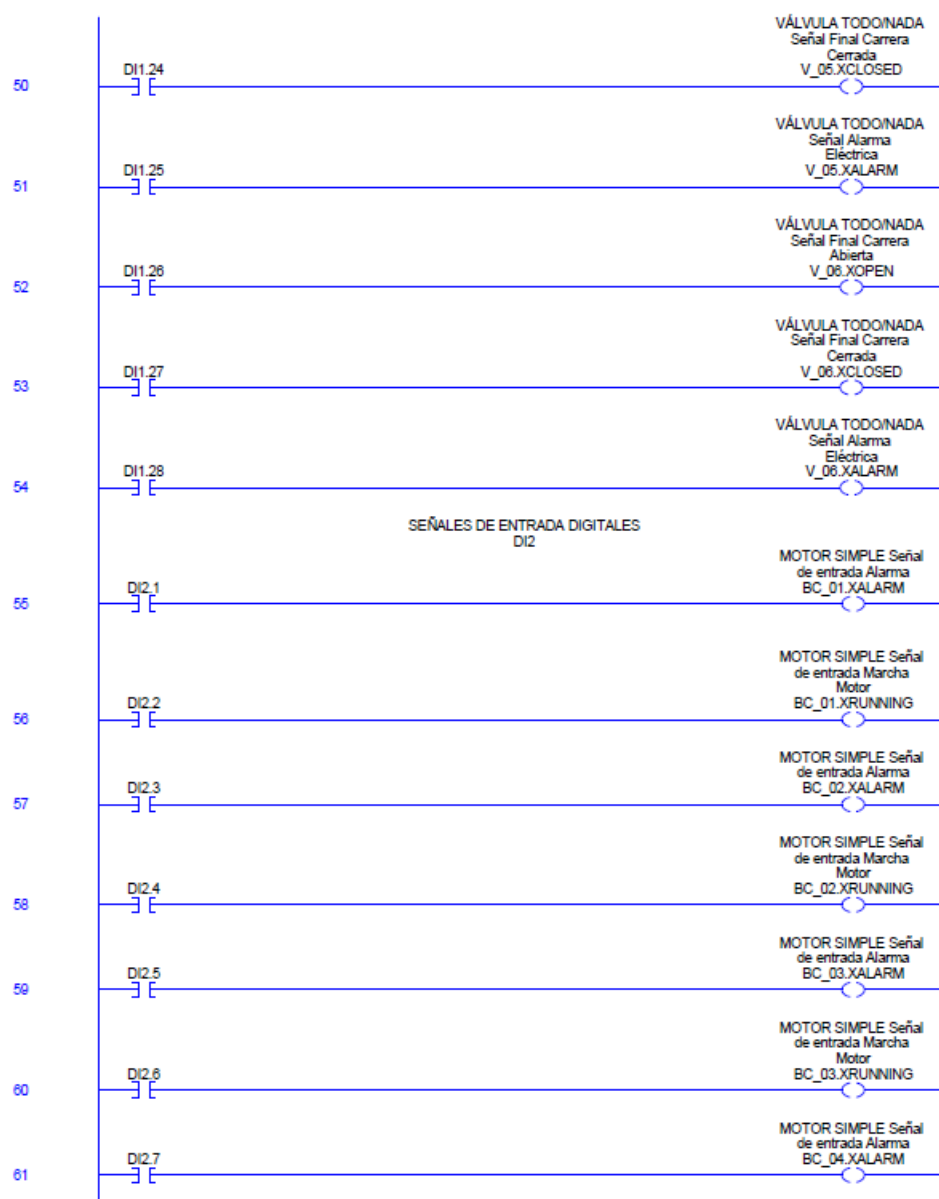 VÁLVULA TODO/NADA
Señal Final Carrera
Cerrada
V_05.XCLOSED
50
DI1.24
VÁLVULA TODO/NADA
Señal Alarma
Eléctrica
V_05.XALARM
51
DI1.25
VÁLVULA TODO/NADA
Señal Final Carrera
Abierta
V_06.XOPEN
52
DI1.26
VÁLVULA TODO/NADA
Señal Final Carrera
Cerrada
V_06.XCLOSED
53
DI1.27
VÁLVULA TODO/NADA
Señal Alarma
Eléctrica
V_06.XALARM
54
DI1.28
SEÑALES DE ENTRADA DIGITALES
DI2
MOTOR SIMPLE Señal
de entrada Alarma
BC_01.XALARM
55
DI2.1
MOTOR SIMPLE Señal
de entrada Marcha
Motor
BC_01.XRUNNING
56
DI2.2
MOTOR SIMPLE Señal
de entrada Alarma
BC_02.XALARM
57
DI2.3
MOTOR SIMPLE Señal
de entrada Marcha
Motor
BC_02.XRUNNING
58
DI2.4
MOTOR SIMPLE Señal
de entrada Alarma
BC_03.XALARM
59
DI2.5
MOTOR SIMPLE Señal
de entrada Marcha
Motor
BC_03.XRUNNING
60
DI2.6
MOTOR SIMPLE Señal
de entrada Alarma
BC_04.XALARM
61
DI2.7